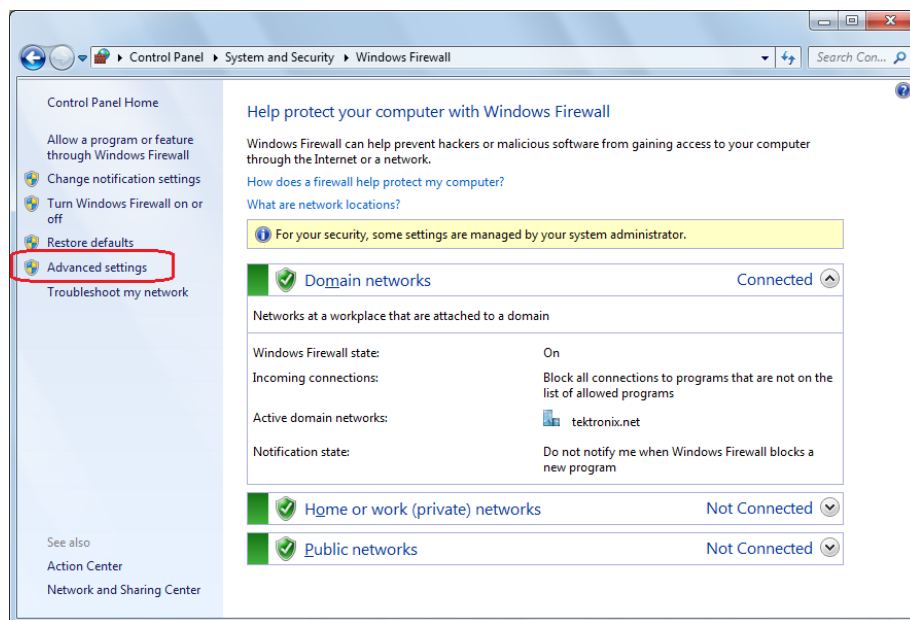 Control Panel System and Security Windows Firewall
Search Con...
Control Panel Home
Allow a program or feature
through Windows Firewall
Change notification settings
Turn Windows Firewall on or
off
Restore defaults
Advanced settings
Troubleshoot my network
See also
Action Center
Network and Sharing Center
Help protect your computer with Windows Firewall
Windows Firewall can help prevent hackers or malicious software from gaining access to your computer
through the Internet or a network.
How does a firewall help protect my computer?
What are network locations?
For your security, some settings are managed by your system administrator.
Domain networks Connected
Networks at a workplace that are attached to a domain
Windows Firewall state: On
Incoming connections: Block all connections to programs that are not on the
list of allowed programs
Active domain networks: tektronix.net
Notification state: Do not notify me when Windows Firewall blocks a
new program
Home or work (private) networks Not Connected
Public networks Not Connected